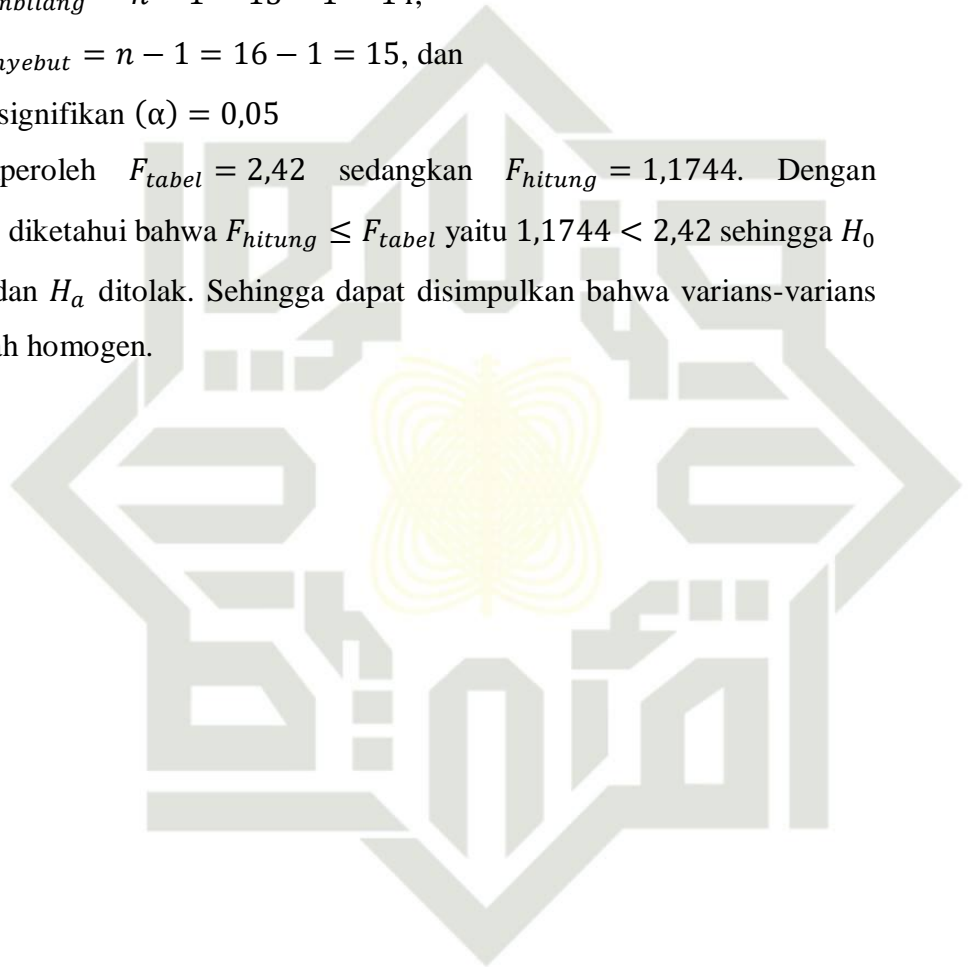 𝑛 − 1 = 15 − 1 = 14,
𝑛𝑦𝑒𝑏𝑢𝑡 = 𝑛 − 1 = 16 − 1 = 15, dan
signifikan (α) = 0,05
peroleh F_tabel = 2,42 sedangkan F_hitung = 1,1744. Dengan
diketahui bahwa F_hitung ≤ F_tabel yaitu 1,1744 < 2,42 sehingga H_0
dan H_a ditolak. Sehingga dapat disimpulkan bahwa varians-varians
ah homogen.